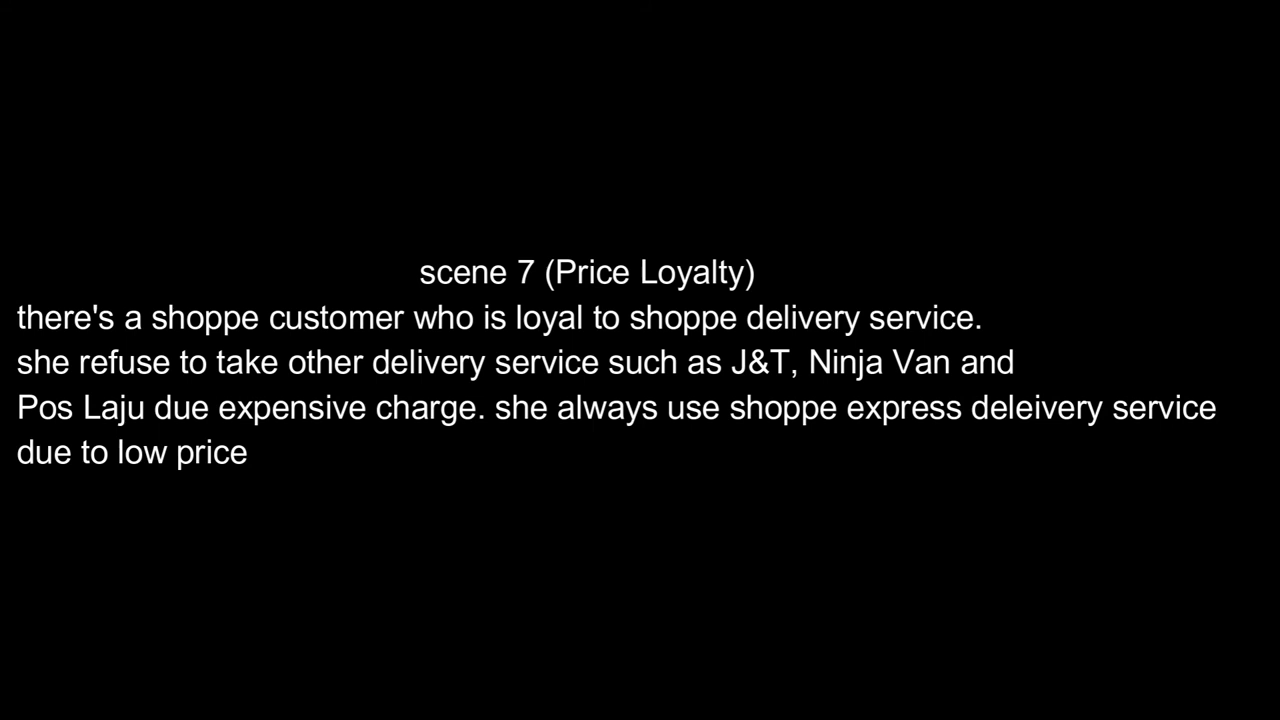 scene 7 (Price Loyalty)
there's a shoppe customer who is loyal to shoppe delivery service.
she refuse to take other delivery service such as J&T, Ninja Van and
Pos Laju due expensive charge. she always use shoppe express deleivery service
due to low price